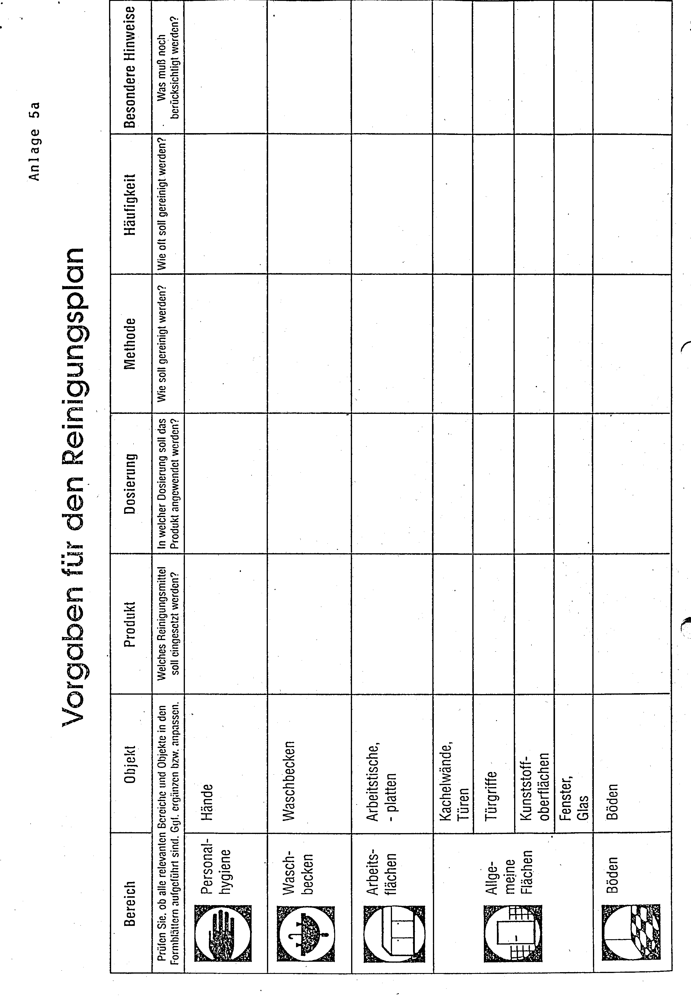 Anlage 5a
Vorgaben für den Reinigungsplan
Bereich
Objekt
Produkt
Dosierung
Methode
Häufigkeit
Besondere Hinweise
Prüfen Sie, ob alle relevanten Bereiche und Objekte in den
Formblättern aufgeführt sind. Ggf. ergänzen bzw. anpassen.
Welches Reinigungsmittel
soll eingesetzt werden?
In welcher Dosierung soll das
Produkt angewendet werden?
Wie soll gereinigt werden?
Wie oft soll gereinigt werden?
Was muß noch
berücksichtigt werden?
Personal-
hygiene
Hände
Wasch-
becken
Waschbecken
Arbeits-
flächen
Arbeitstische,
- platten
Allge-
meine
Flächen
Kachelwände,
Türen
Türgriffe
Kunststoff-
oberflächen
Fenster,
Glas
Böden
Böden